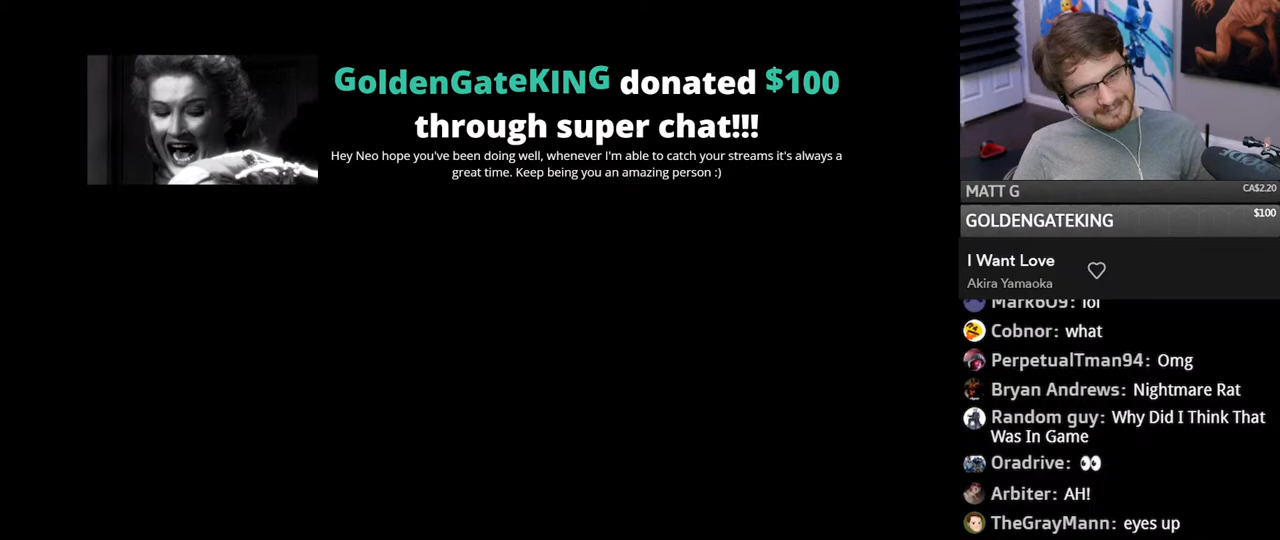 GoldenGateKING donated $100
through super chat!!!
Hey Neo hope you've been doing well, whenever I'm able to catch your streams it's always a
great time. Keep being you an amazing person :)
RODE
MATT G CA$2.20
GOLDENGATEKING $100
I Want Love
Akira Yamaoka
Mark6O9: lol
Cobnor: what
PerpetualTman94: Omg
Bryan Andrews: Nightmare Rat
Random guy: Why Did I Think That
Was In Game
Oradrive: 👀
Arbiter: AH!
TheGrayMann: eyes up